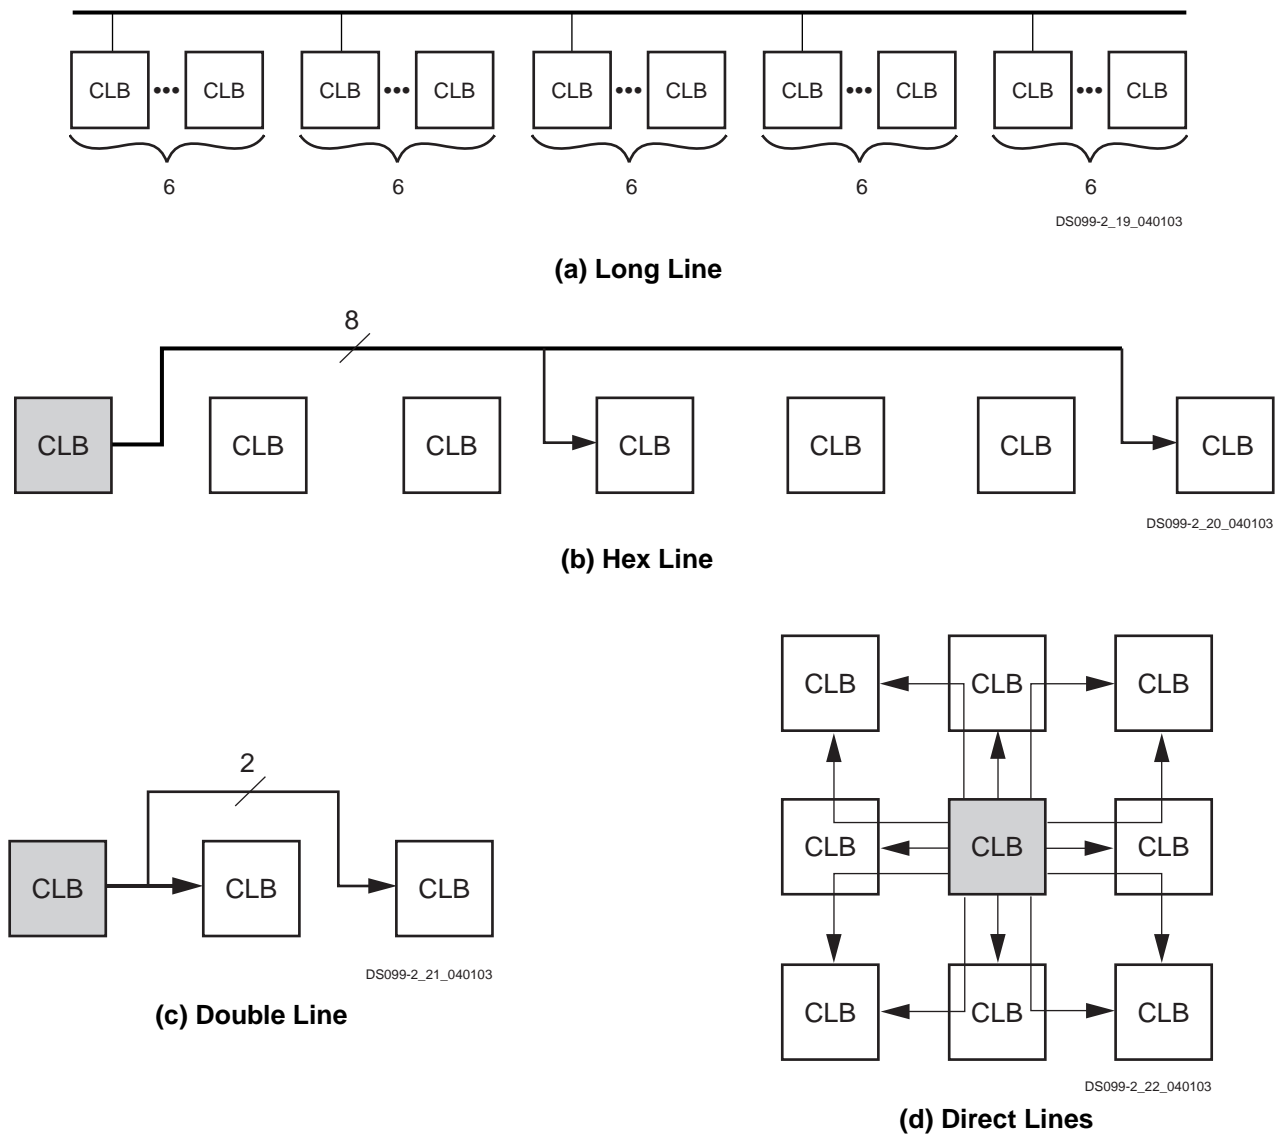 CLB ••• CLB CLB ••• CLB CLB ••• CLB CLB ••• CLB CLB ••• CLB
6 6 6 6 6
DS099-2_19_040103
(a) Long Line
8
CLB CLB CLB CLB CLB CLB CLB
DS099-2_20_040103
(b) Hex Line
2
CLB CLB CLB
DS099-2_21_040103
(c) Double Line
CLB CLB CLB
CLB CLB CLB
CLB CLB CLB
DS099-2_22_040103
(d) Direct Lines